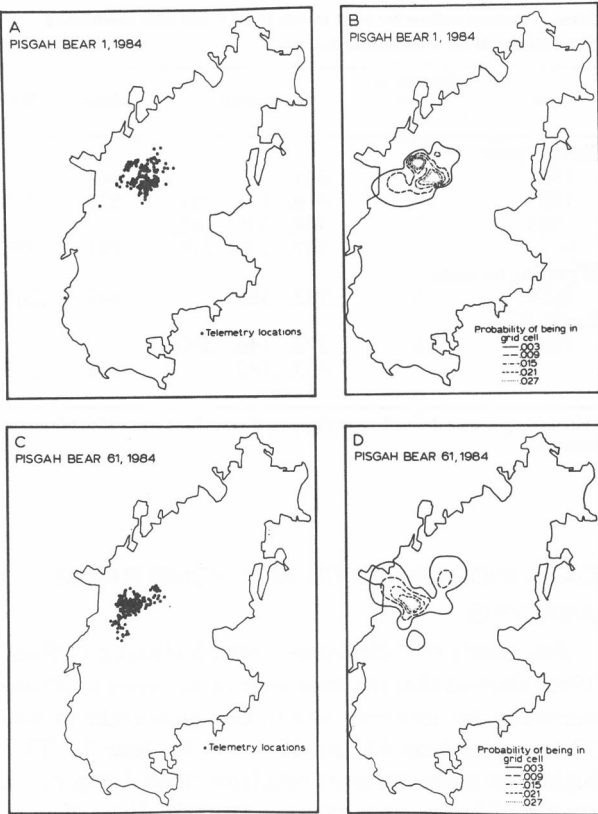 A
PISGAH BEAR 1, 1984
•Telemetry locations
B
PISGAH BEAR 1, 1984
Probability of being in
grid cell
.003
.009
.015
.021
.027
C
PISGAH BEAR 61, 1984
•Telemetry locations
D
PISGAH BEAR 61, 1984
Probability of being in
grid cell
.003
.009
.015
.021
.027